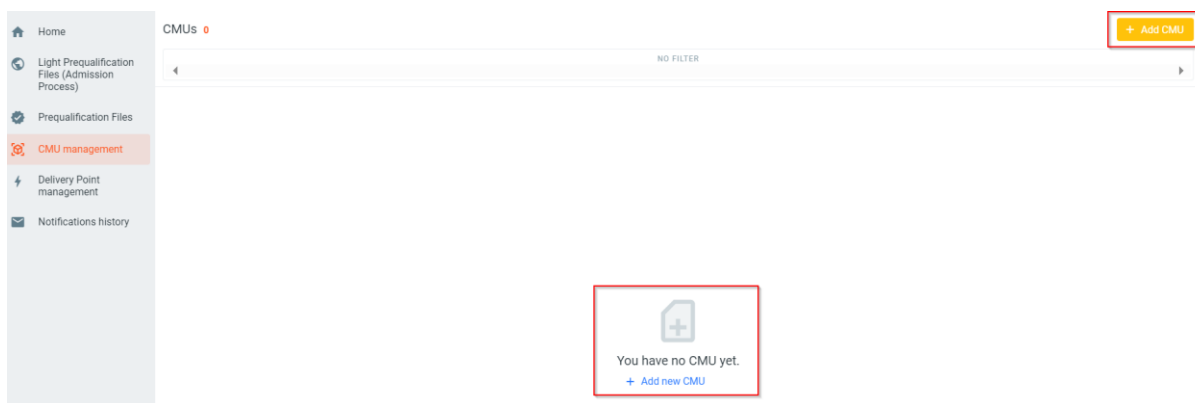 Home
Light Prequalification
Files (Admission
Process)
Prequalification Files
CMU management
Delivery Point
management
Notifications history
CMUs 0
+ Add CMU
NO FILTER
You have no CMU yet.
+ Add new CMU